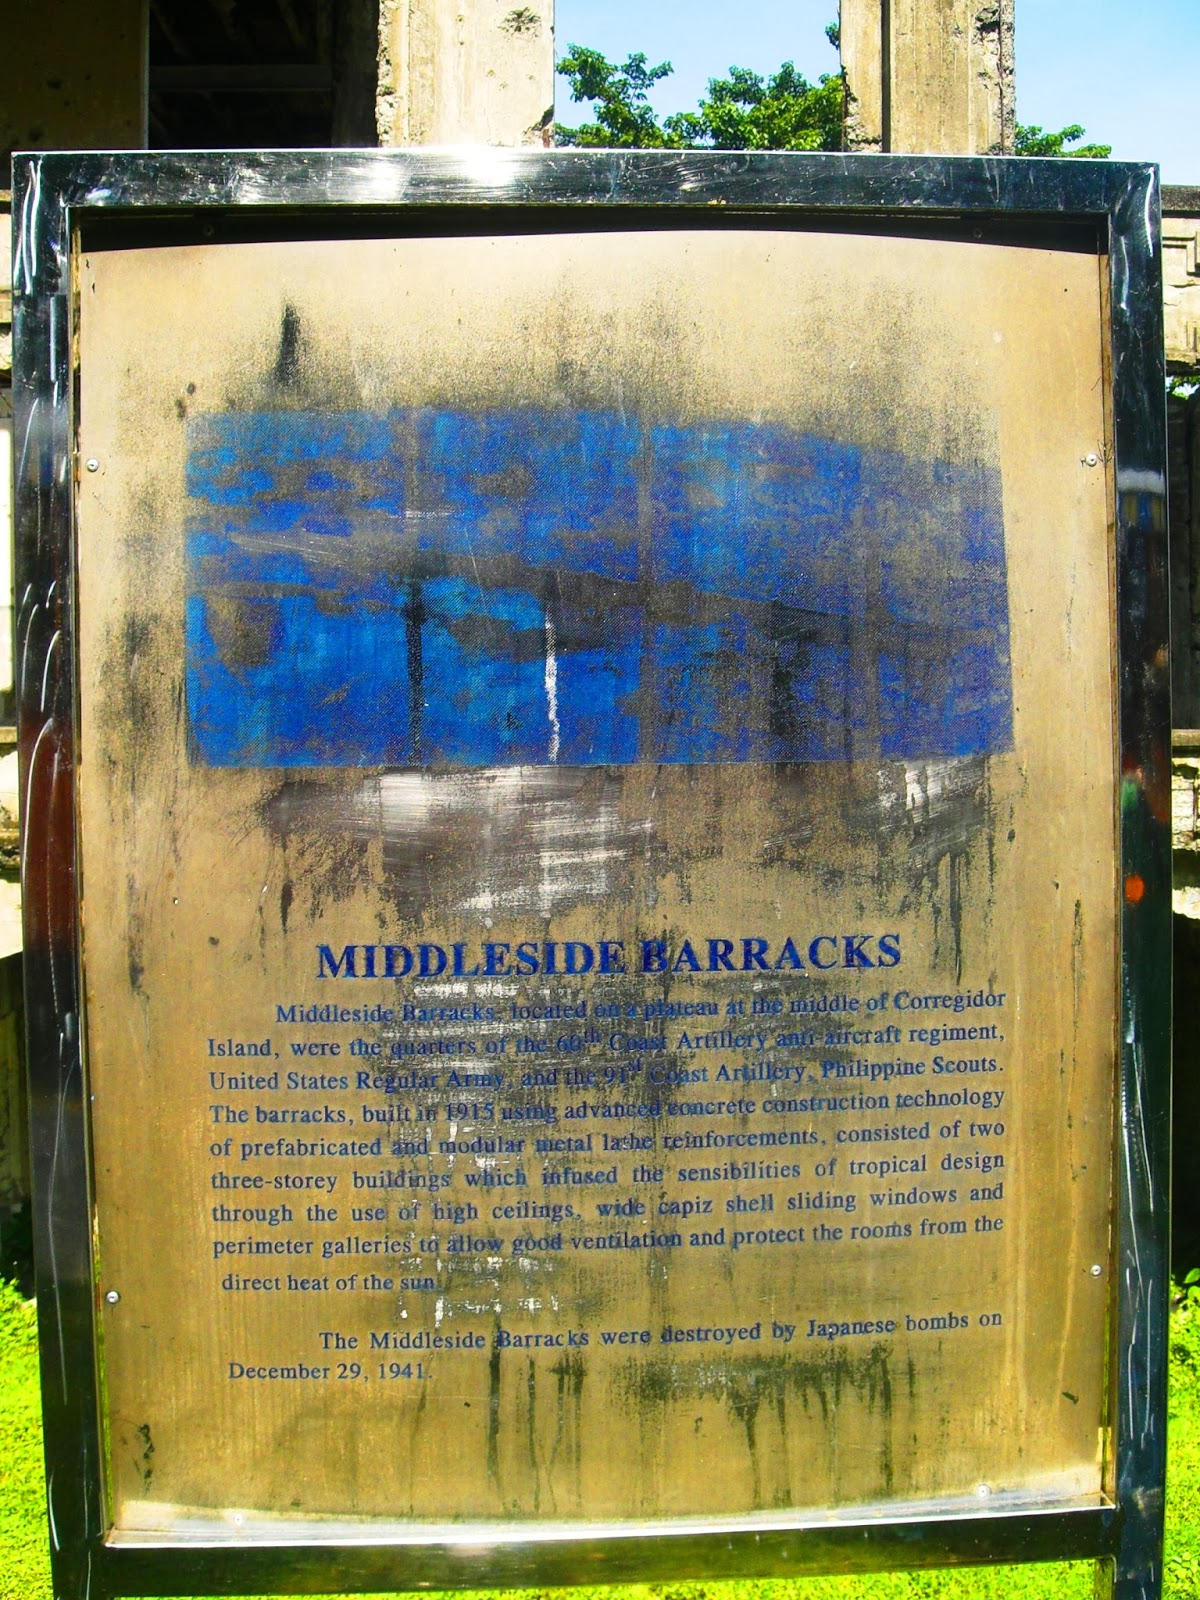 MIDDLESIDE BARRACKS
Middleside Barracks, located on a plateau at the middle of Corregidor
Island, were the quarters of the 60th Coast Artillery anti-aircraft regiment,
United States Regular Army, and the 91st Coast Artillery, Philippine Scouts.
The barracks, built in 1915 using advanced concrete construction technology
of prefabricated and modular metal lathe reinforcements, consisted of two
three-storey buildings which infused the sensibilities of tropical design
through the use of high ceilings, wide capiz shell sliding windows and
perimeter galleries to allow good ventilation and protect the rooms from the
direct heat of the sun.
The Middleside Barracks were destroyed by Japanese bombs on
December 29, 1941.